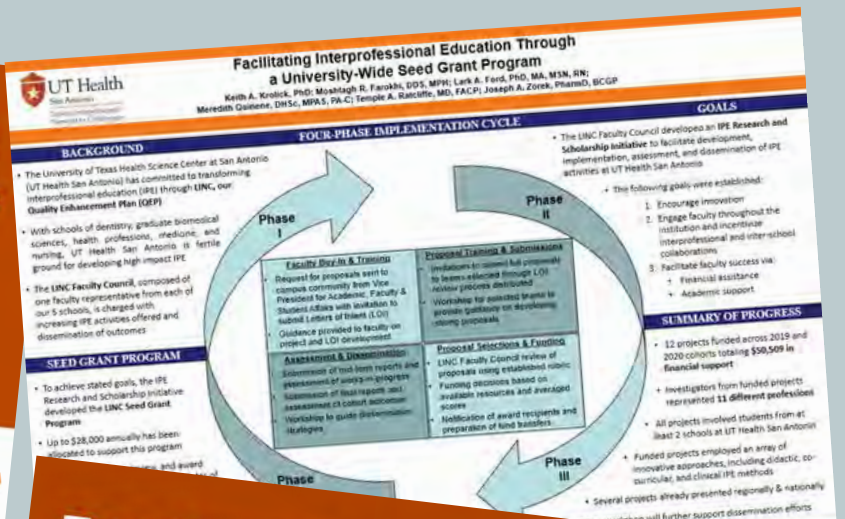 UT Health
San Antonio
Facilitating Interprofessional Education Through
a University-Wide Seed Grant Program
Keith A. Krolick, PhD; Moshtagh R. Farokhi, DDS, MPH; Lark A. Ford, PhD, MA, MSN, RN;
Meredith Quinene, DHSc, MPAS, PA-C; Temple A. Ratcliffe, MD, FACP; Joseph A. Zorek, PharmD, BCGP
BACKGROUND
• The University of Texas Health Science Center at San Antonio
(UT Health San Antonio) has committed to transforming
interprofessional education (IPE) through LINC, our
Quality Enhancement Plan (QEP)
• With schools of dentistry, graduate biomedical
sciences, health professions, medicine, and
nursing, UT Health San Antonio is fertile
ground for developing high impact IPE
• The LINC Faculty Council, composed of
one faculty representative from each of
our 5 schools, is charged with
increasing IPE activities offered and
dissemination of outcomes
SEED GRANT PROGRAM
• To achieve stated goals, the IPE
Research and Scholarship Initiative
developed the LINC Seed Grant
Program
• Up to $28,000 annually has been
allocated to support this program
and award
FOUR-PHASE IMPLEMENTATION CYCLE
Phase
I
Phase
II
Faculty Buy-In & Training
• Request for proposals sent to
campus community from Vice
President for Academic, Faculty &
Student Affairs with invitation to
submit Letters of Intent (LOI)
• Guidance provided to faculty on
project and LOI development
Proposal Training & Submissions
• Invitations to submit full proposals
to teams selected through LOI
review process distributed
• Workshop for selected teams to
provide guidance on developing
strong proposals
Assessment & Dissemination
• Submission of mid-term reports and
assessment of works-in-progress
• Submission of final reports and
assessment of cohort outcomes
• Workshop to guide dissemination
strategies
Proposal Selections & Funding
• LINC Faculty Council review of
proposals using established rubric
• Funding decisions based on
available resources and averaged
scores
• Notification of award recipients and
preparation of fund transfers
Phase
Phase
III
GOALS
• The LINC Faculty Council developed an IPE Research and
Scholarship Initiative to facilitate development,
implementation, assessment, and dissemination of IPE
activities at UT Health San Antonio
• The following goals were established:
1. Encourage innovation
2. Engage faculty throughout the
institution and incentivize
interprofessional and inter-school
collaborations
3. Facilitate faculty success via:
• Financial assistance
• Academic support
SUMMARY OF PROGRESS
• 12 projects funded across 2019 and
2020 cohorts totaling $50,509 in
financial support
• Investigators from funded projects
represented 11 different professions
• All projects involved students from at
least 2 schools at UT Health San Antonio
• Funded projects employed an array of
innovative approaches, including didactic, co-
curricular, and clinical IPE methods
• Several projects already presented regionally & nationally
will further support dissemination efforts